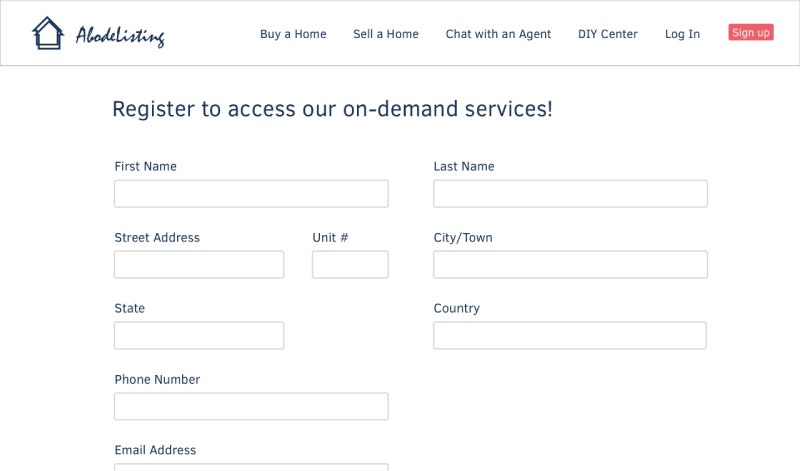 AbodeListing Buy a Home Sell a Home Chat with an Agent DIY Center Log In Sign up
Register to access our on-demand services!
First Name Last Name
Street Address Unit # City/Town
State Country
Phone Number
Email Address